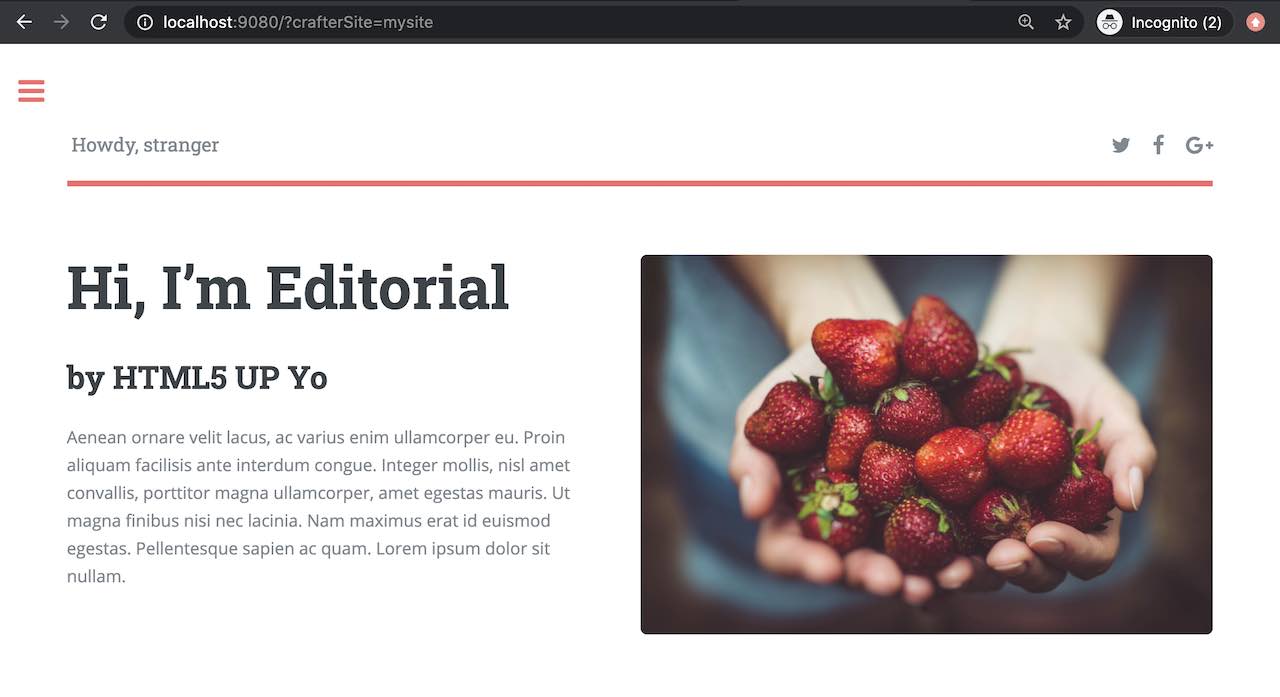 localhost:9080/?crafterSite=mysite
Incognito (2)
Howdy, stranger
G+
Hi, I’m Editorial
by HTML5 UP Yo
Aenean ornare velit lacus, ac varius enim ullamcorper eu. Proin
aliquam facilisis ante interdum congue. Integer mollis, nisl amet
convallis, porttitor magna ullamcorper, amet egestas mauris. Ut
magna finibus nisi nec lacinia. Nam maximus erat id euismod
egestas. Pellentesque sapien ac quam. Lorem ipsum dolor sit
nullam.